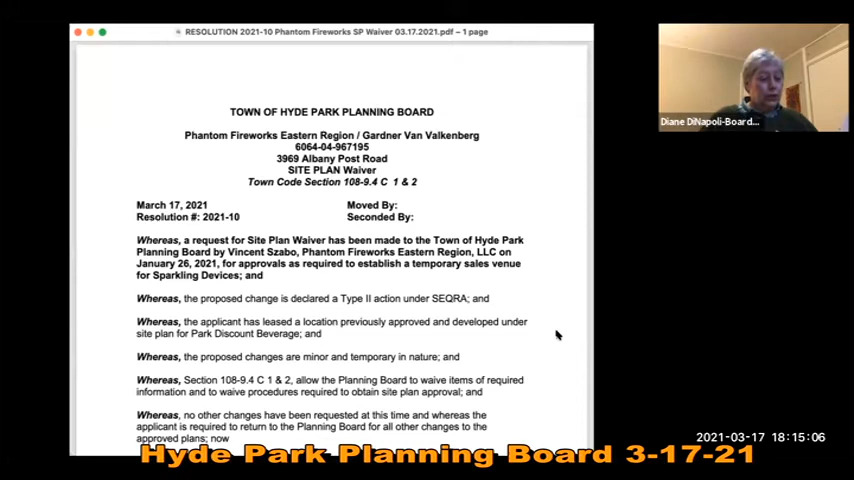 RESOLUTION 2021-10 Phantom Fireworks SP Waiver 03.17.2021.pdf – 1 page
TOWN OF HYDE PARK PLANNING BOARD
Phantom Fireworks Eastern Region / Gardner Van Valkenberg
6064-04-967195
3969 Albany Post Road
SITE PLAN Waiver
Town Code Section 108-9.4 C 1 & 2
March 17, 2021 Moved By:
Resolution #: 2021-10 Seconded By:
Whereas, a request for Site Plan Waiver has been made to the Town of Hyde Park
Planning Board by Vincent Szabo, Phantom Fireworks Eastern Region, LLC on
January 26, 2021, for approvals as required to establish a temporary sales venue
for Sparkling Devices; and
Whereas, the proposed change is declared a Type II action under SEQRA; and
Whereas, the applicant has leased a location previously approved and developed under
site plan for Park Discount Beverage; and
Whereas, the proposed changes are minor and temporary in nature; and
Whereas, Section 108-9.4 C 1 & 2, allow the Planning Board to waive items of required
information and to waive procedures required to obtain site plan approval; and
Whereas, no other changes have been requested at this time and whereas the
applicant is required to return to the Planning Board for all other changes to the
approved plans; now
Diane DiNapoli-Board...
2021-03-17 18:15:06
Hyde Park Planning Board 3-17-21